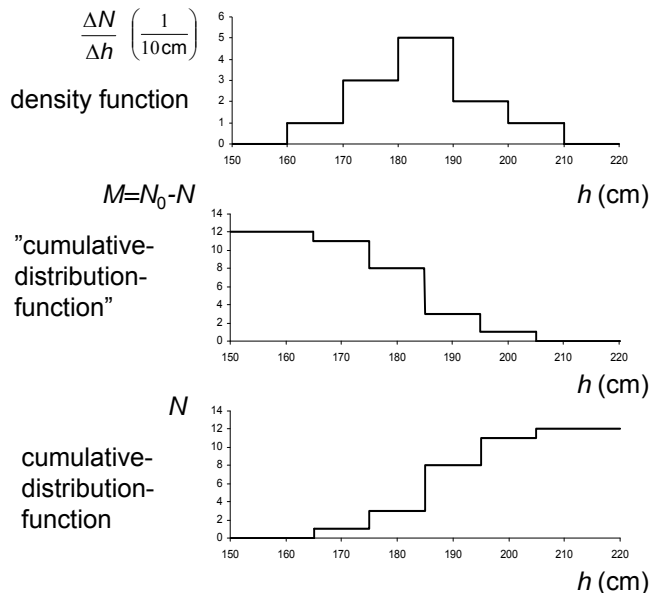 ΔN/Δh (1/10 cm)
density function
6
5
4
3
2
1
0
150 160 170 180 190 200 210 220
h (cm)
M=N₀-N
"cumulative-
distribution-
function"
14
12
10
8
6
4
2
0
150 160 170 180 190 200 210 220
h (cm)
N
cumulative-
distribution-
function
14
12
10
8
6
4
2
0
150 160 170 180 190 200 210 220
h (cm)